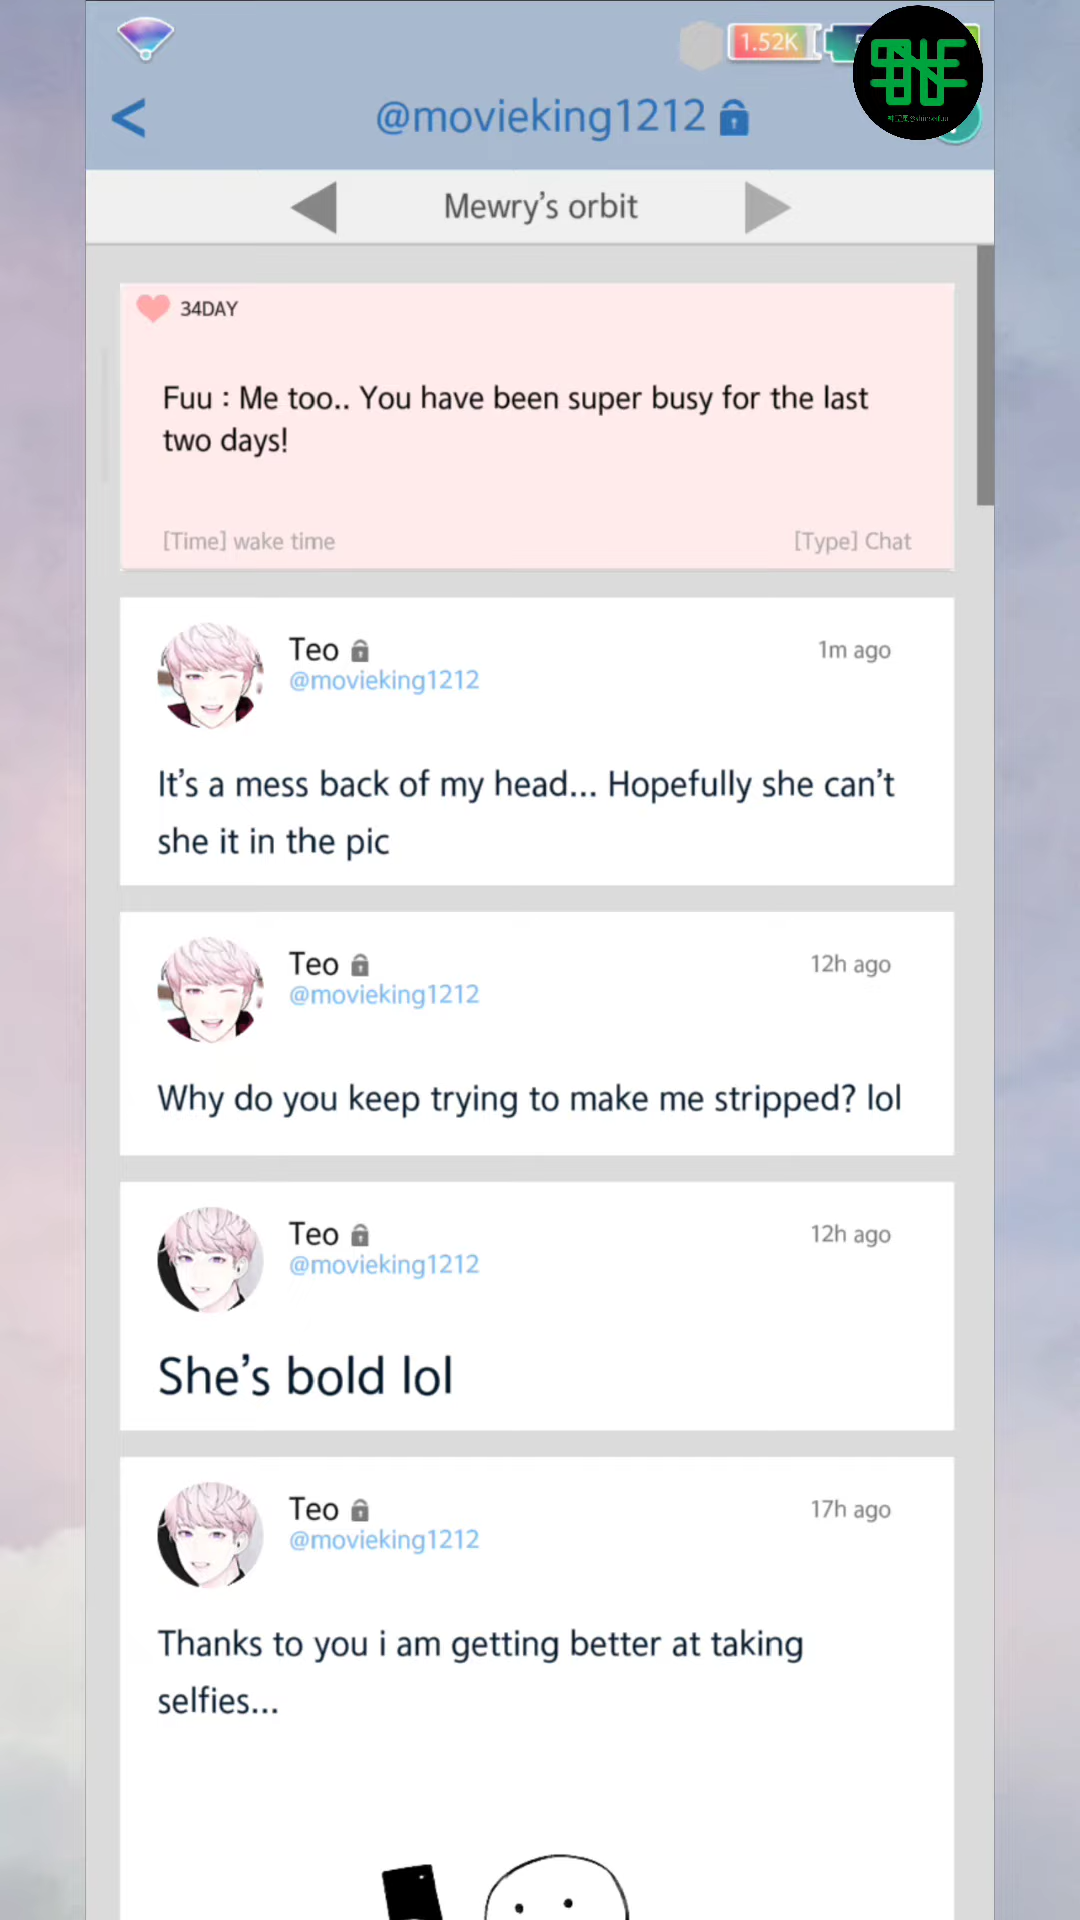 1.52K
< @movieking1212
Mewry's orbit
34DAY
Fuu : Me too.. You have been super busy for the last
two days!
[Time] wake time
[Type] Chat
Teo
1m ago
@movieking1212
It's a mess back of my head... Hopefully she can't
she it in the pic
Teo
12h ago
@movieking1212
Why do you keep trying to make me stripped? lol
Teo
12h ago
@movieking1212
She's bold lol
Teo
17h ago
@movieking1212
Thanks to you i am getting better at taking
selfies...